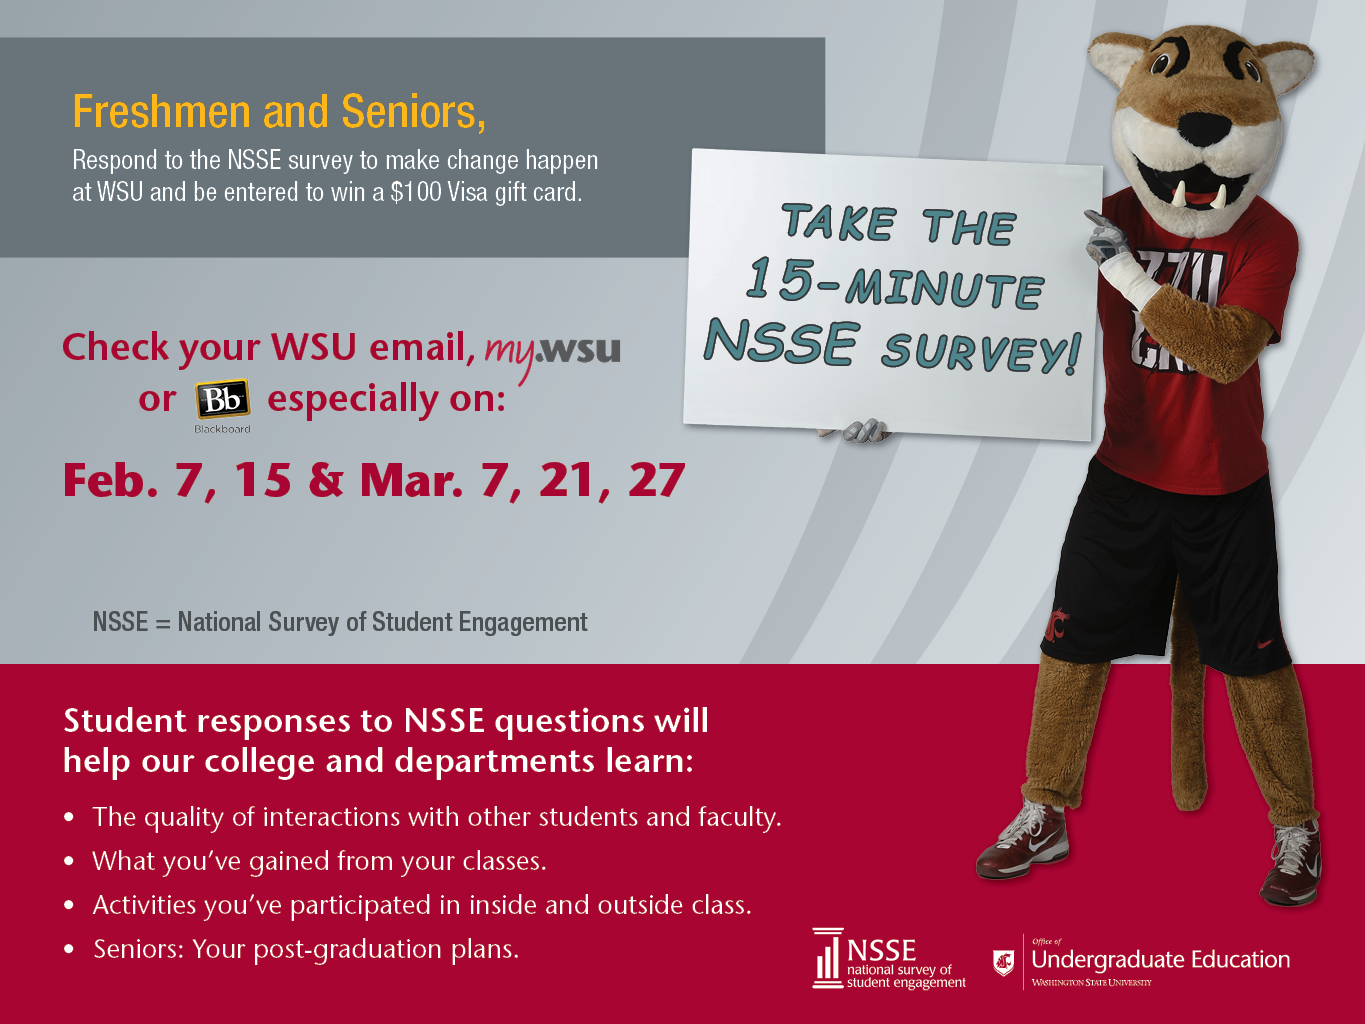 Freshmen and Seniors,
Respond to the NSSE survey to make change happen
at WSU and be entered to win a $100 Visa gift card.
TAKE THE
15-MINUTE
NSSE SURVEY!
Check your WSU email, my.wsu
or Bb especially on:
Blackboard
Feb. 7, 15 & Mar. 7, 21, 27
NSSE = National Survey of Student Engagement
Student responses to NSSE questions will
help our college and departments learn:
• The quality of interactions with other students and faculty.
• What you've gained from your classes.
• Activities you've participated in inside and outside class.
• Seniors: Your post-graduation plans.
NSSE
national survey of
student engagement
Office of
Undergraduate Education
WASHINGTON STATE UNIVERSITY